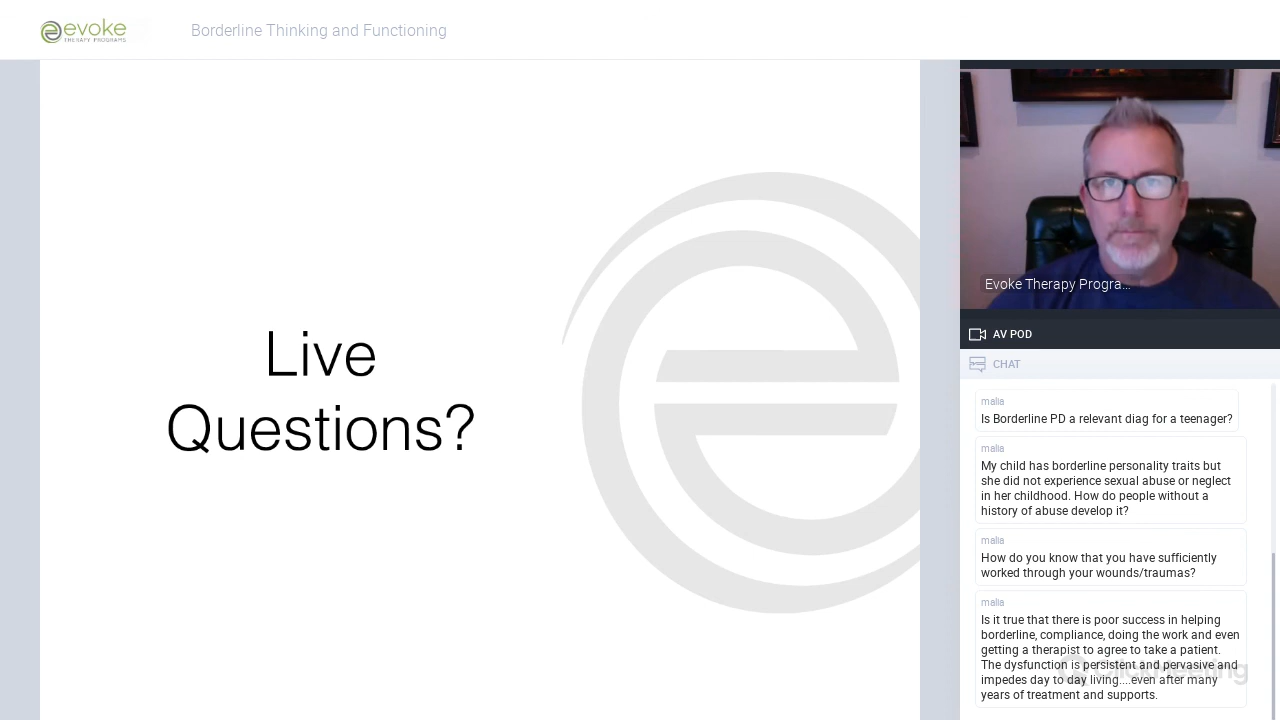 evoke
THERAPY PROGRAMS
Borderline Thinking and Functioning
Live
Questions?
Evoke Therapy Progra...
AV POD
CHAT
malia
Is Borderline PD a relevant diag for a teenager?
malia
My child has borderline personality traits but
she did not experience sexual abuse or neglect
in her childhood. How do people without a
history of abuse develop it?
malia
How do you know that you have sufficiently
worked through your wounds/traumas?
malia
Is it true that there is poor success in helping
borderline, compliance, doing the work and even
getting a therapist to agree to take a patient.
The dysfunction is persistent and pervasive and
impedes day to day living....even after many
years of treatment and supports.
ClickMeeting